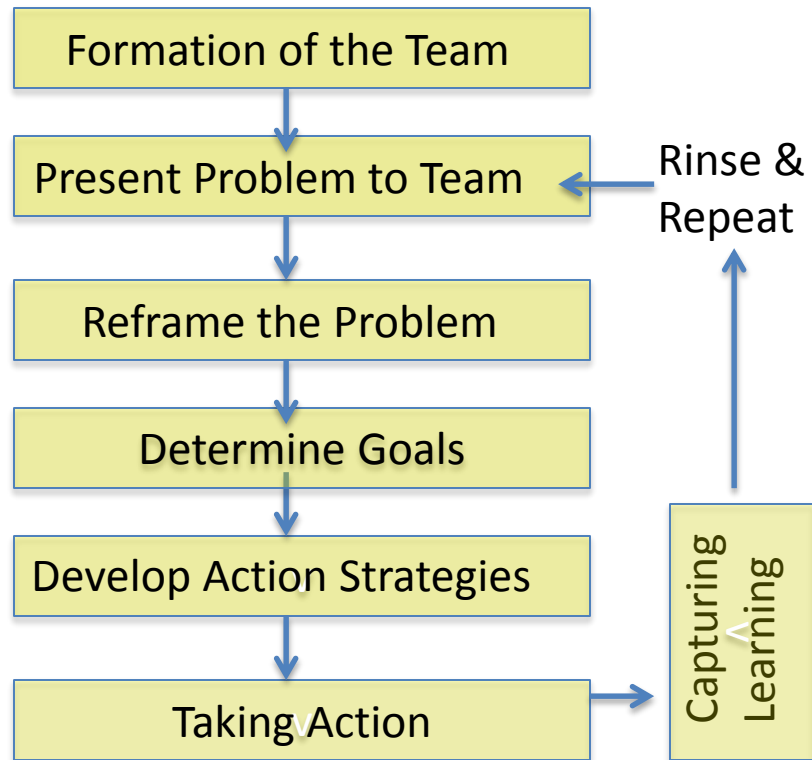 Formation of the Team
Present Problem to Team
Rinse &
Repeat
Reframe the Problem
Determine Goals
Develop Action Strategies
Taking Action
Capturing
Learning